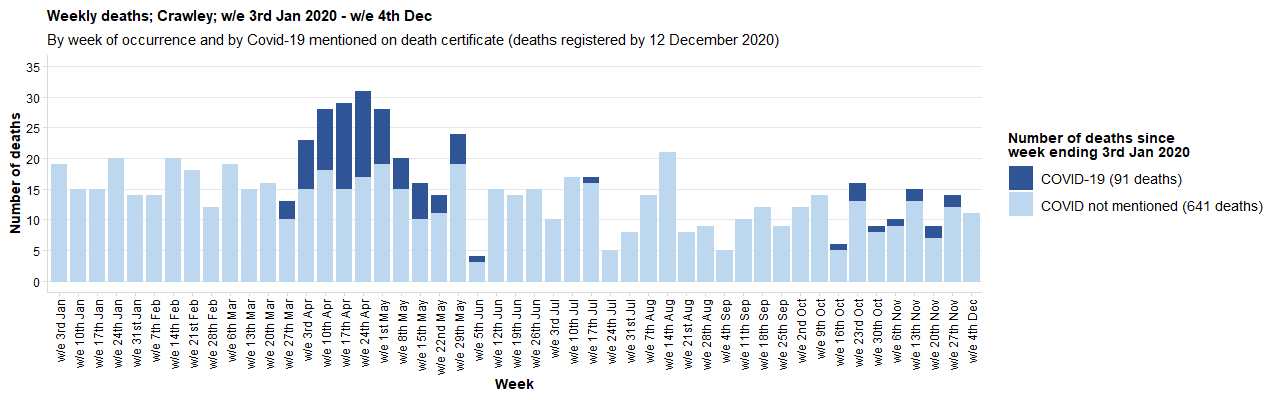 Weekly deaths; Crawley; w/e 3rd Jan 2020 - w/e 4th Dec
By week of occurrence and by Covid-19 mentioned on death certificate (deaths registered by 12 December 2020)
Number of deaths
35
30
25
20
15
10
5
0
w/e 3rd Jan
w/e 10th Jan
w/e 17th Jan
w/e 24th Jan
w/e 31st Jan
w/e 7th Feb
w/e 14th Feb
w/e 21st Feb
w/e 28th Feb
w/e 6th Mar
w/e 13th Mar
w/e 20th Mar
w/e 27th Mar
w/e 3rd Apr
w/e 10th Apr
w/e 17th Apr
w/e 24th Apr
w/e 1st May
w/e 8th May
w/e 15th May
w/e 22nd May
w/e 29th May
w/e 5th Jun
w/e 12th Jun
w/e 19th Jun
w/e 26th Jun
w/e 3rd Jul
w/e 10th Jul
w/e 17th Jul
w/e 24th Jul
w/e 31st Jul
w/e 7th Aug
w/e 14th Aug
w/e 21st Aug
w/e 28th Aug
w/e 4th Sep
w/e 11th Sep
w/e 18th Sep
w/e 25th Sep
w/e 2nd Oct
w/e 9th Oct
w/e 16th Oct
w/e 23rd Oct
w/e 30th Oct
w/e 6th Nov
w/e 13th Nov
w/e 20th Nov
w/e 27th Nov
w/e 4th Dec
Week
Number of deaths since
week ending 3rd Jan 2020
COVID-19 (91 deaths)
COVID not mentioned (641 deaths)